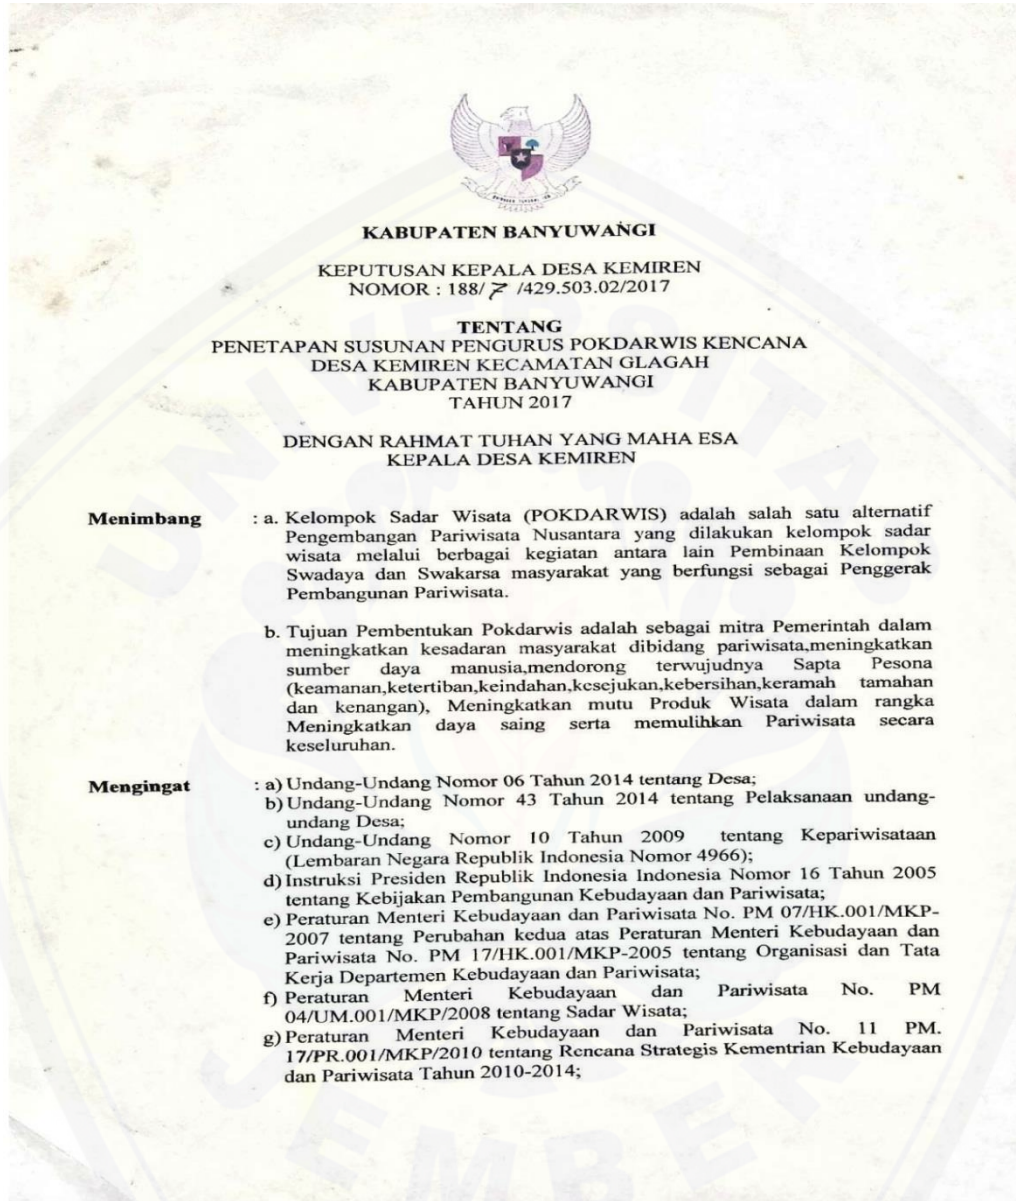 KABUPATEN BANYUWANGI
KEPUTUSAN KEPALA DESA KEMIREN
NOMOR : 188/ 7 /429.503.02/2017
TENTANG
PENETAPAN SUSUNAN PENGURUS POKDARWIS KENCANA
DESA KEMIREN KECAMATAN GLAGAH
KABUPATEN BANYUWANGI
TAHUN 2017
DENGAN RAHMAT TUHAN YANG MAHA ESA
KEPALA DESA KEMIREN
Menimbang : a. Kelompok Sadar Wisata (POKDARWIS) adalah salah satu alternatif
Pengembangan Pariwisata Nusantara yang dilakukan kelompok sadar
wisata melalui berbagai kegiatan antara lain Pembinaan Kelompok
Swadaya dan Swakarsa masyarakat yang berfungsi sebagai Penggerak
Pembangunan Pariwisata.
b. Tujuan Pembentukan Pokdarwis adalah sebagai mitra Pemerintah dalam
meningkatkan kesadaran masyarakat dibidang pariwisata,meningkatkan
sumber daya manusia,mendorong terwujudnya Sapta Pesona
(keamanan,ketertiban,keindahan,kesejukan,kebersihan,keramah tamahan
dan kenangan), Meningkatkan mutu Produk Wisata dalam rangka
Meningkatkan daya saing serta memulihkan Pariwisata secara
keseluruhan.
Mengingat : a) Undang-Undang Nomor 06 Tahun 2014 tentang Desa;
b) Undang-Undang Nomor 43 Tahun 2014 tentang Pelaksanaan undang-
undang Desa;
c) Undang-Undang Nomor 10 Tahun 2009 tentang Kepariwisataan
(Lembaran Negara Republik Indonesia Nomor 4966);
d) Instruksi Presiden Republik Indonesia Indonesia Nomor 16 Tahun 2005
tentang Kebijakan Pembangunan Kebudayaan dan Pariwisata;
e) Peraturan Menteri Kebudayaan dan Pariwisata No. PM 07/HK.001/MKP-
2007 tentang Perubahan kedua atas Peraturan Menteri Kebudayaan dan
Pariwisata No. PM 17/HK.001/MKP-2005 tentang Organisasi dan Tata
Kerja Departemen Kebudayaan dan Pariwisata;
f) Peraturan Menteri Kebudayaan dan Pariwisata No. PM
04/UM.001/MKP/2008 tentang Sadar Wisata;
g) Peraturan Menteri Kebudayaan dan Pariwisata No. 11 PM.
17/PR.001/MKP/2010 tentang Rencana Strategis Kementrian Kebudayaan
dan Pariwisata Tahun 2010-2014;
UNIVERSITAS
JEMBER